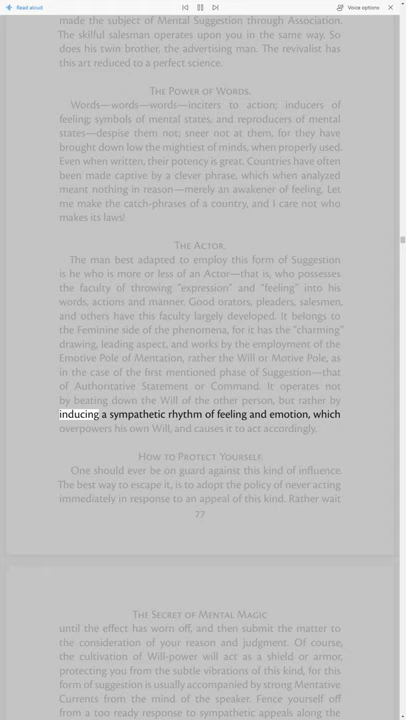 Read aloud
Voice options
made the subject of Mental Suggestion through Association.
The skilful salesman operates upon you in the same way. So
does his twin brother, the advertising man. The revivalist has
this art reduced to a perfect science.
The Power of Words.
Words—words—words—inciters to action; inducers of
feeling; symbols of mental states, and reproducers of mental
states—despise them not; sneer not at them, for they have
brought down low the mightiest of minds, when properly used.
Even when written, their potency is great. Countries have often
been made captive by a clever phrase, which when analyzed
meant nothing in reason—merely an awakener of feeling. Let
me make the catch-phrases of a country, and I care not who
makes its laws!
The Actor.
The man best adapted to employ this form of Suggestion
is he who is more or less of an Actor—that is, who possesses
the faculty of throwing "expression" and "feeling" into his
words, actions and manner. Good orators, pleaders, salesmen,
and others have this faculty largely developed. It belongs to
the Feminine side of the phenomena, for it has the "charming"
drawing, leading aspect, and works by the employment of the
Emotive Pole of Mentation, rather the Will or Motive Pole, as
in the case of the first mentioned phase of Suggestion—that
of Authoritative Statement or Command. It operates not
by beating down the Will of the other person, but rather by
inducing a sympathetic rhythm of feeling and emotion, which
overpowers his own Will, and causes it to act accordingly.
How to Protect Yourself.
One should ever be on guard against this kind of influence.
The best way to escape it, is to adopt the policy of never acting
immediately in response to an appeal of this kind. Rather wait
77
The Secret of Mental Magic
until the effect has worn off, and then submit the matter to
the consideration of your reason and judgment. Of course,
the cultivation of Will-power will act as a shield or armor,
protecting you from the subtle vibrations of this kind, for this
form of suggestion is usually accompanied by strong Mentative
Currents from the mind of the speaker. Fence yourself off
from a too ready response to sympathetic appeals along the